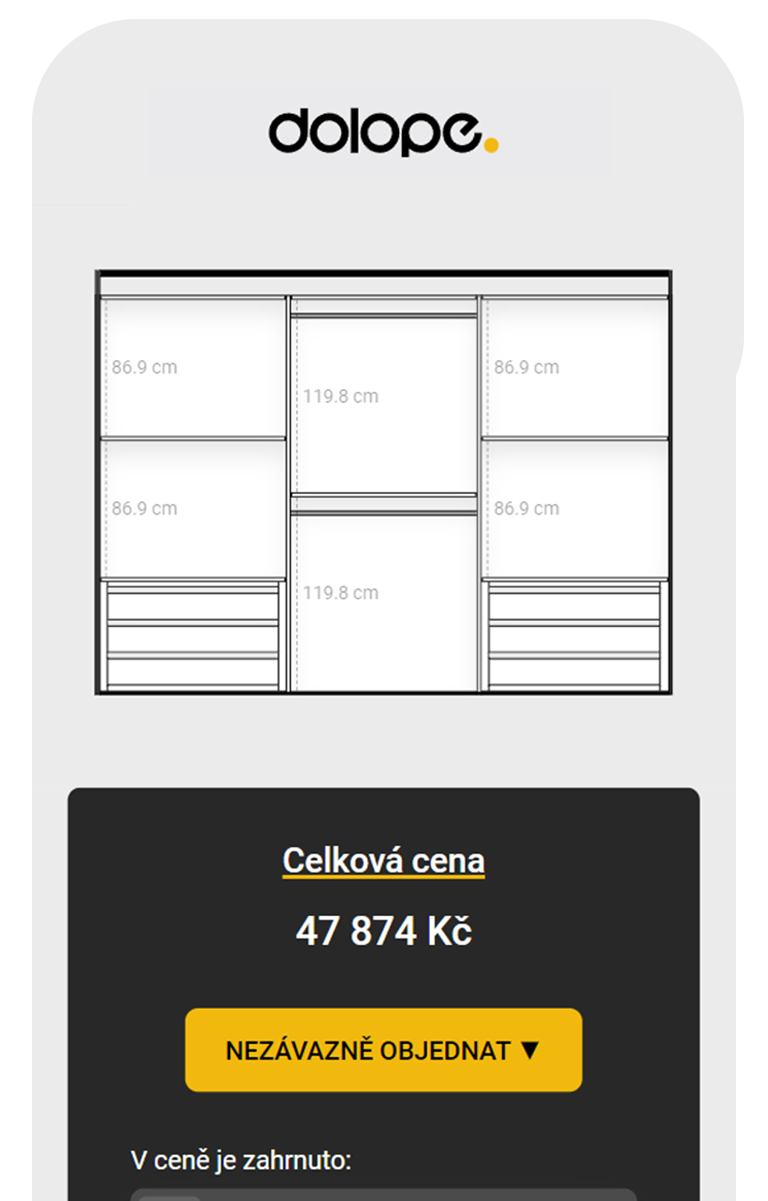 dolope.
86.9 cm
119.8 cm
86.9 cm
86.9 cm
119.8 cm
86.9 cm
Celková cena
47 874 Kč
NEZÁVAZNĚ OBJEDNAT ▼
V ceně je zahrnuto: